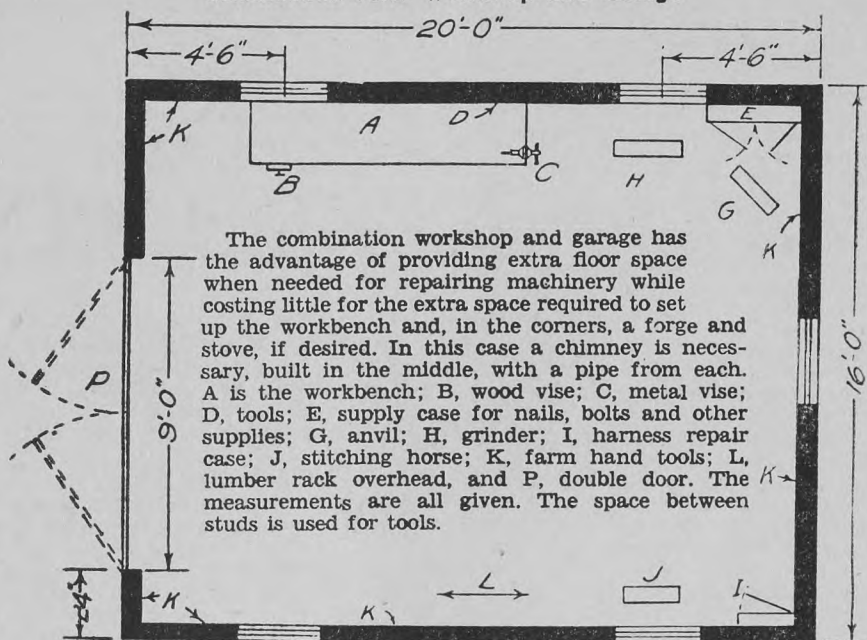 20'-0"
4'-6"
4'-6"
K
A
D
E
B
C
H
G
K
The combination workshop and garage has
the advantage of providing extra floor space
when needed for repairing machinery while
costing little for the extra space required to set
up the workbench and, in the corners, a forge and
stove, if desired. In this case a chimney is neces-
sary, built in the middle, with a pipe from each.
A is the workbench; B, wood vise; C, metal vise;
D, tools; E, supply case for nails, bolts and other
supplies; G, anvil; H, grinder; I, harness repair
case; J, stitching horse; K, farm hand tools; L,
lumber rack overhead, and P, double door. The
measurements are all given. The space between
studs is used for tools.
P
9'-0"
16'-0"
K
K
K
L
J
I